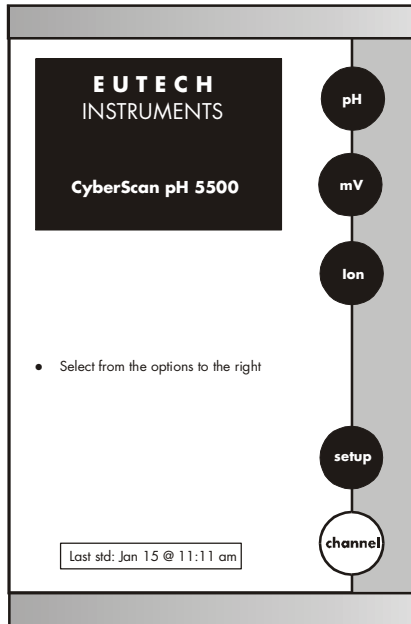 EUTECH
INSTRUMENTS
CyberScan pH 5500
pH
mV
Ion
• Select from the options to the right
setup
channel
Last std: Jan 15 @ 11:11 am